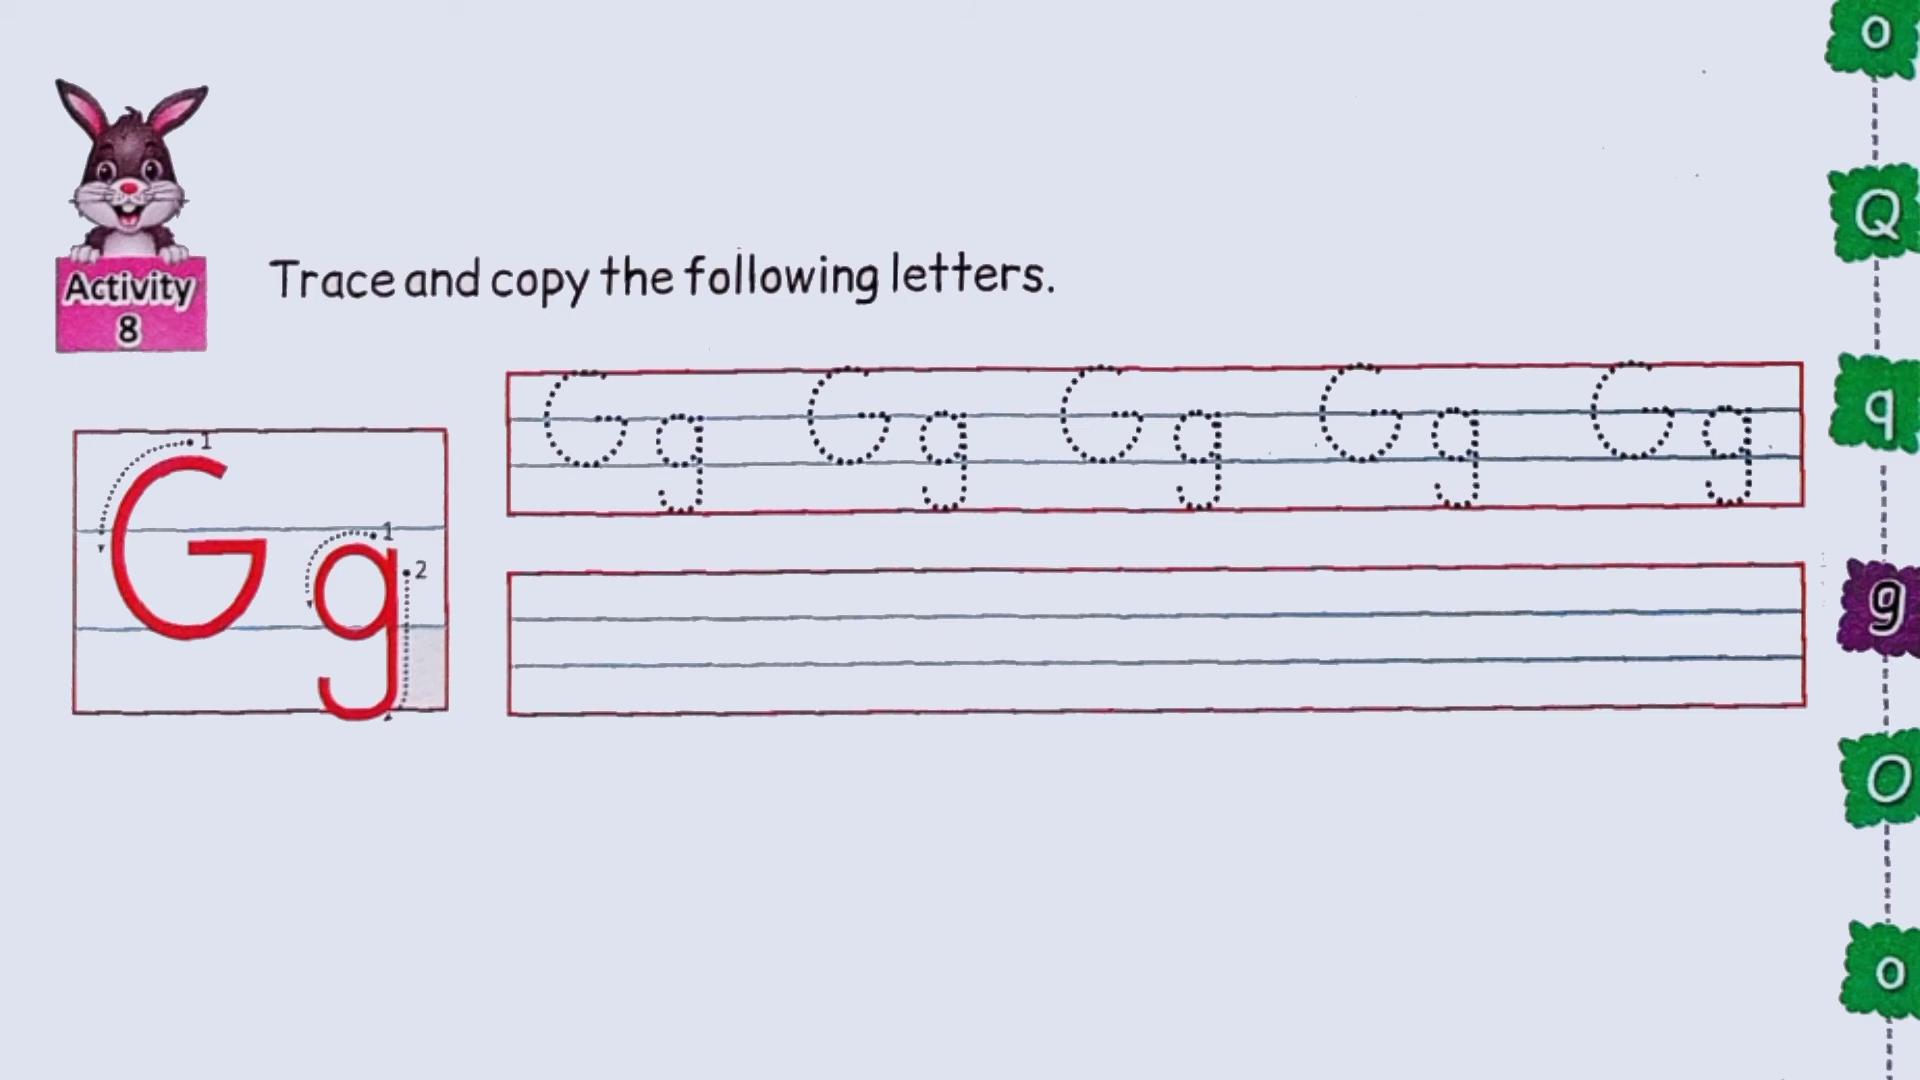 Activity
8
Trace and copy the following letters.
Gg Gg Gg Gg Gg
1
Gg
1
2
o
Q
q
g
O
o